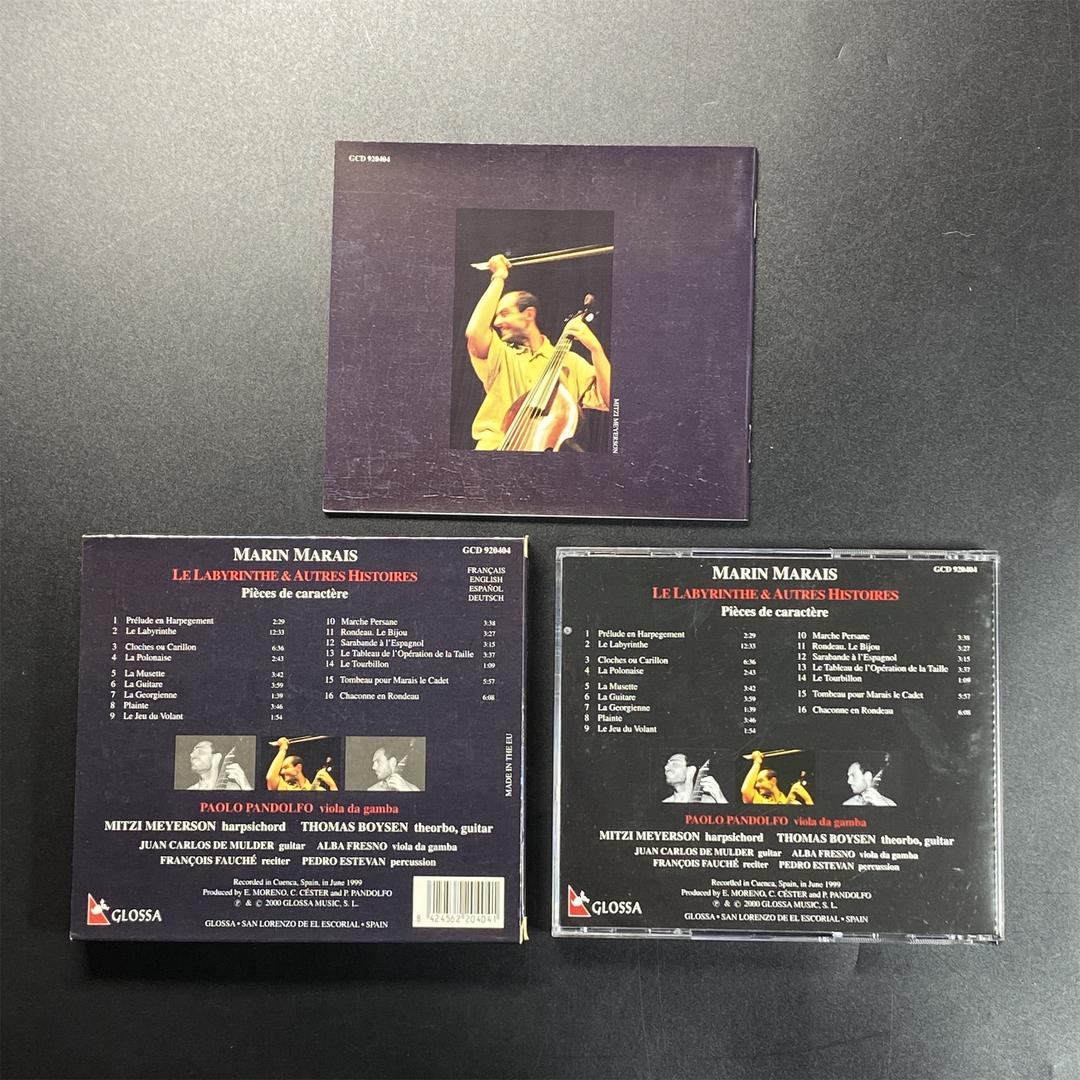 GCD 920404
MITZI MEYERSON
MARIN MARAIS
GCD 920404
LE LABYRINTHE & AUTRES HISTOIRES
Pièces de caractère
FRANÇAIS
ENGLISH
ESPAÑOL
DEUTSCH
1 Prélude en Harpegement 2:29
2 Le Labyrinthe 12:33
3 Cloches ou Carillon 6:36
4 La Polonaise 2:43
5 La Musette 3:42
6 La Guitare 3:59
7 La Georgienne 1:39
8 Plainte 3:46
9 Le Jeu du Volant 1:54
10 Marche Persane 3:38
11 Rondeau. Le Bijou 3:27
12 Sarabande à l'Espagnol 3:15
13 Le Tableau de l'Opération de la Taille 3:37
14 Le Tourbillon 1:09
15 Tombeau pour Marais le Cadet 5:57
16 Chaconne en Rondeau 6:08
MADE IN THE EU
PAOLO PANDOLFO viola da gamba
MITZI MEYERSON harpsichord THOMAS BOYSEN theorbo, guitar
JUAN CARLOS DE MULDER guitar ALBA FRESNO viola da gamba
FRANÇOIS FAUCHÉ reciter PEDRO ESTEVAN percussion
Recorded in Cuenca, Spain, in June 1999
Produced by E. MORENO, C. CÉSTER and P. PANDOLFO
℗ & © 2000 GLOSSA MUSIC, S. L.
GLOSSA
GLOSSA • SAN LORENZO DE EL ESCORIAL • SPAIN
8 424562 204041
MARIN MARAIS
GCD 920404
LE LABYRINTHE & AUTRES HISTOIRES
Pièces de caractère
1 Prélude en Harpegement 2:29
2 Le Labyrinthe 12:33
3 Cloches ou Carillon 6:36
4 La Polonaise 2:43
5 La Musette 3:42
6 La Guitare 3:59
7 La Georgienne 1:39
8 Plainte 3:46
9 Le Jeu du Volant 1:54
10 Marche Persane 3:38
11 Rondeau. Le Bijou 3:27
12 Sarabande à l'Espagnol 3:15
13 Le Tableau de l'Opération de la Taille 3:37
14 Le Tourbillon 1:09
15 Tombeau pour Marais le Cadet 5:57
16 Chaconne en Rondeau 6:08
PAOLO PANDOLFO viola da gamba
MITZI MEYERSON harpsichord THOMAS BOYSEN theorbo, guitar
JUAN CARLOS DE MULDER guitar ALBA FRESNO viola da gamba
FRANÇOIS FAUCHÉ reciter PEDRO ESTEVAN percussion
Recorded in Cuenca, Spain, in June 1999
Produced by E. MORENO, C. CÉSTER and P. PANDOLFO
℗ & © 2000 GLOSSA MUSIC, S. L.
GLOSSA
GLOSSA • SAN LORENZO DE EL ESCORIAL • SPAIN